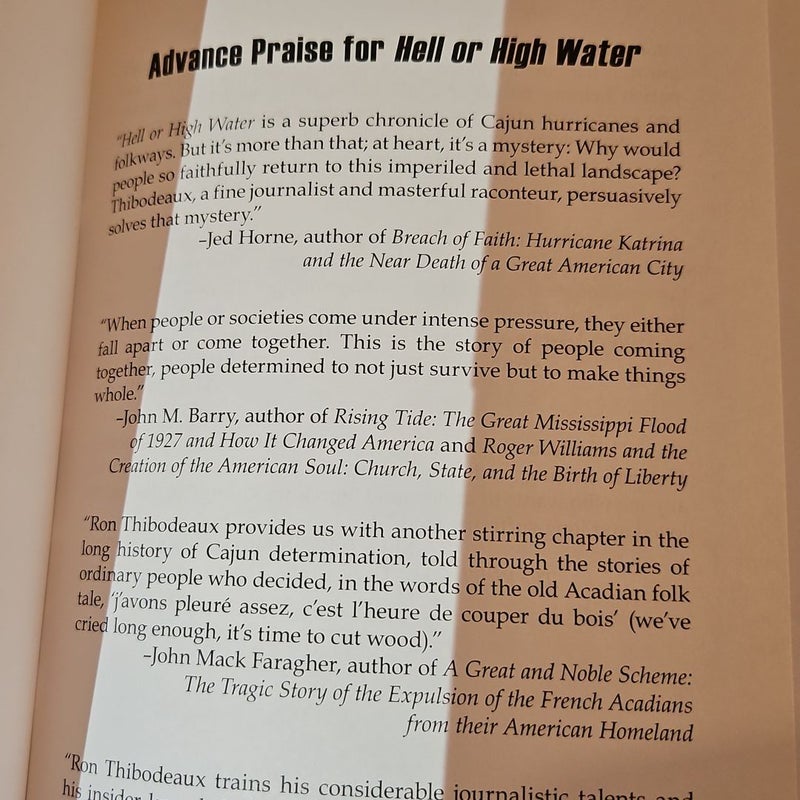 Advance Praise for Hell or High Water
“Hell or High Water is a superb chronicle of Cajun hurricanes and
folkways. But it’s more than that; at heart, it’s a mystery: Why would
people so faithfully return to this imperiled and lethal landscape?
Thibodeaux, a fine journalist and masterful raconteur, persuasively
solves that mystery.”
–Jed Horne, author of Breach of Faith: Hurricane Katrina
and the Near Death of a Great American City
“When people or societies come under intense pressure, they either
fall apart or come together. This is the story of people coming
together, people determined to not just survive but to make things
whole.”
–John M. Barry, author of Rising Tide: The Great Mississippi Flood
of 1927 and How It Changed America and Roger Williams and the
Creation of the American Soul: Church, State, and the Birth of Liberty
“Ron Thibodeaux provides us with another stirring chapter in the
long history of Cajun determination, told through the stories of
ordinary people who decided, in the words of the old Acadian folk
tale, ‘j’avons pleuré assez, c’est l’heure de couper du bois’ (we’ve
cried long enough, it’s time to cut wood).”
–John Mack Faragher, author of A Great and Noble Scheme:
The Tragic Story of the Expulsion of the French Acadians
from their American Homeland
“Ron Thibodeaux trains his considerable journalistic talents and
his insider